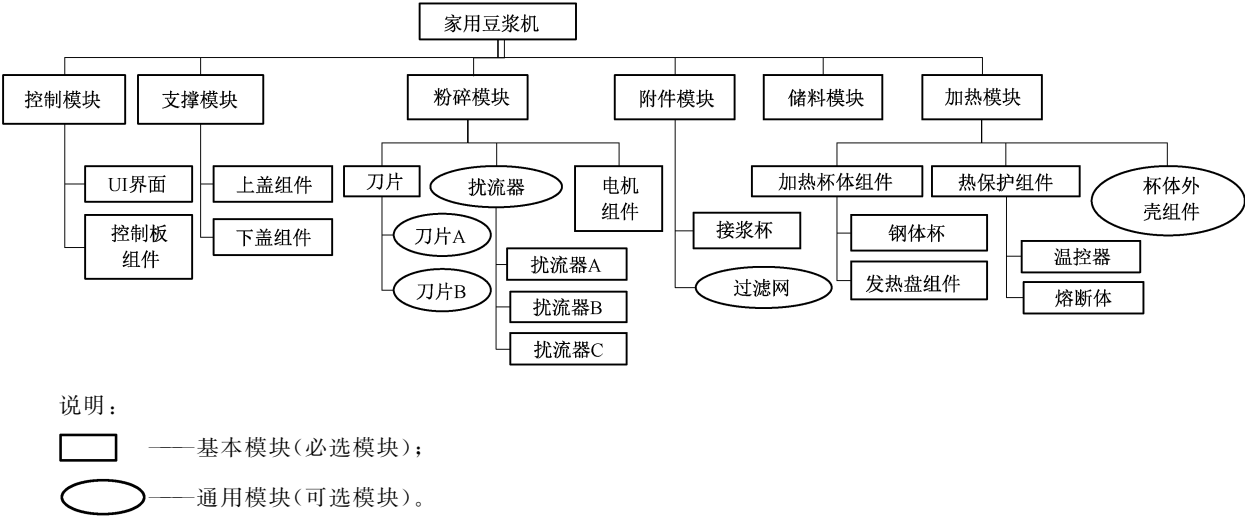 家用豆浆机
控制模块
支撑模块
粉碎模块
附件模块
储料模块
加热模块
UI界面
控制板
组件
上盖组件
下盖组件
刀片
扰流器
电机
组件
刀片A
刀片B
扰流器A
扰流器B
扰流器C
接浆杯
过滤网
加热杯体组件
热保护组件
杯体外
壳组件
钢体杯
发热盘组件
温控器
熔断体
说明：
——基本模块(必选模块)；
——通用模块(可选模块)。